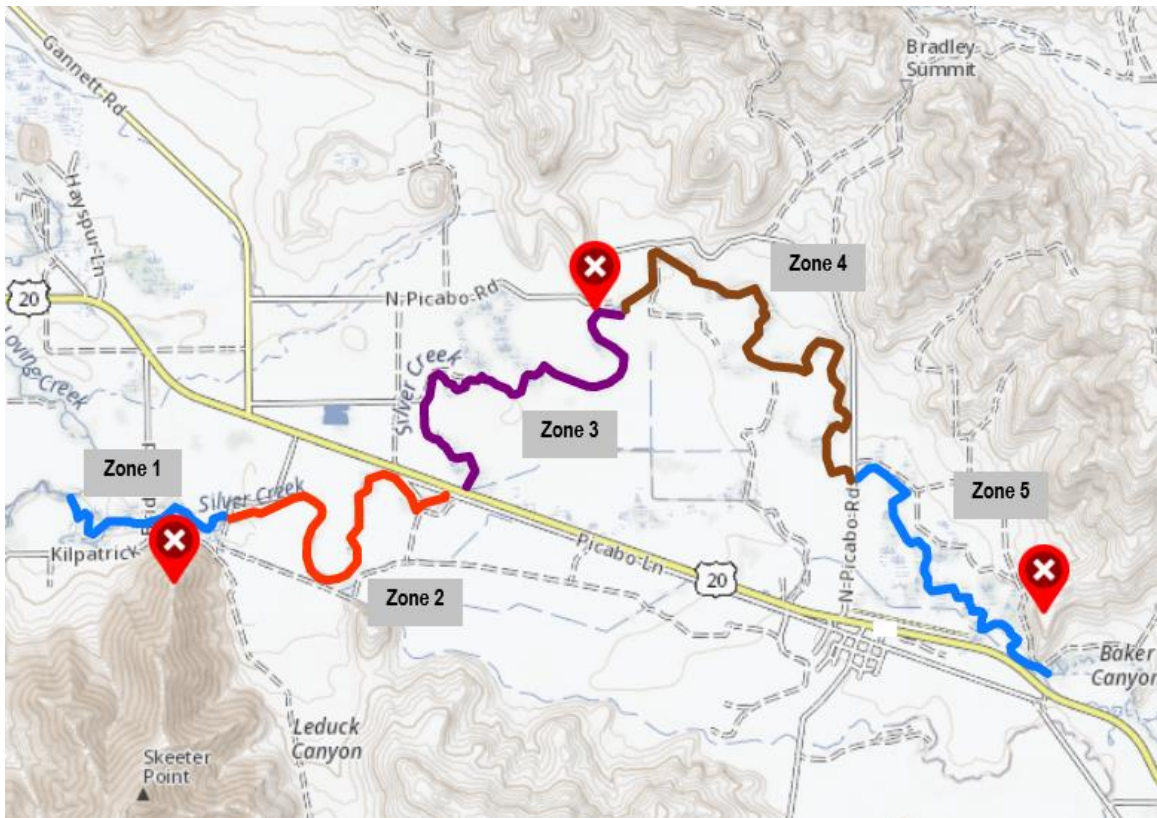 Gannett Rd
Bradley
Summit
Hayspur Ln
Zone 4
20
N Picabo Rd
Loving Creek
Silver Creek
Zone 3
Zone 1
Zone 5
Silver Creek
Kilpatric
Picabo Ln
N Picabo Rd
20
Zone 2
Baker
Canyon
Leduck
Canyon
Skeeter
Point